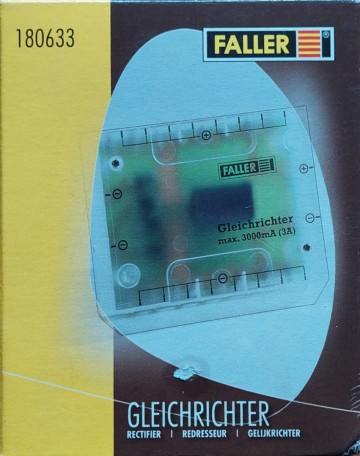 180633
FALLER
FALLER
Gleichrichter
max. 3000mA (3A)
GLEICHRICHTER
RECTIFIER | REDRESSEUR | GELIJKRICHTER